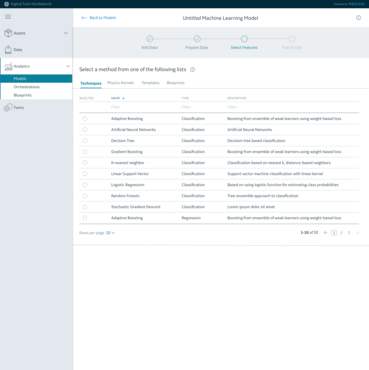 Digital Twin Workbench
Powered by
Back to Models
Untitled Machine Learning Model
Assets
Data
Analytics
Models
Orchestrations
Blueprints
Twins
Add Data
Prepare Data
Select Features
Train & Test
Select a method from one of the following lists
Techniques Physics Kernels Templates Blueprints
SELECTED NAME TYPE DESCRIPTION
Filter Filter Filter
Adaptive Boosting Classification Boosting from ensemble of weak learners using weight-based loss
Artificial Neural Networks Classification Artificial Neural Networks
Decision Tree Classification Decision tree-based classification
Gradient Boosting Classification Boosting from ensemble of weak learners using weight-based loss
K-nearest neighbor Classification Classification based on nearest k, distance-based neighbors
Linear Support Vector Classification Support vector machine classification with linear kernel
Logistic Regression Classification Based on using logistic function for estimating class probabilities
Random Forests Classification Tree ensemble approach to classification
Stochastic Gradient Descent Classification Lorem ipsum dolor sit amet
Adaptive Boosting Regression Boosting from ensemble of weak learners using weight-based loss
Rows per page 10
1-10 of 50 1 2 3